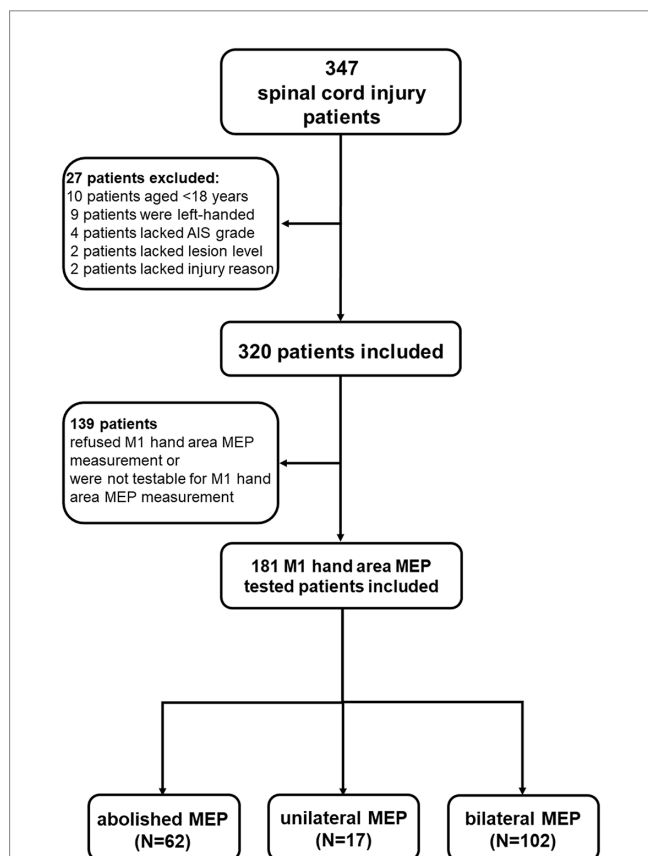 347
spinal cord injury
patients
27 patients excluded:
10 patients aged <18 years
9 patients were left-handed
4 patients lacked AIS grade
2 patients lacked lesion level
2 patients lacked injury reason
320 patients included
139 patients
refused M1 hand area MEP
measurement or
were not testable for M1 hand
area MEP measurement
181 M1 hand area MEP
tested patients included
abolished MEP
(N=62)
unilateral MEP
(N=17)
bilateral MEP
(N=102)